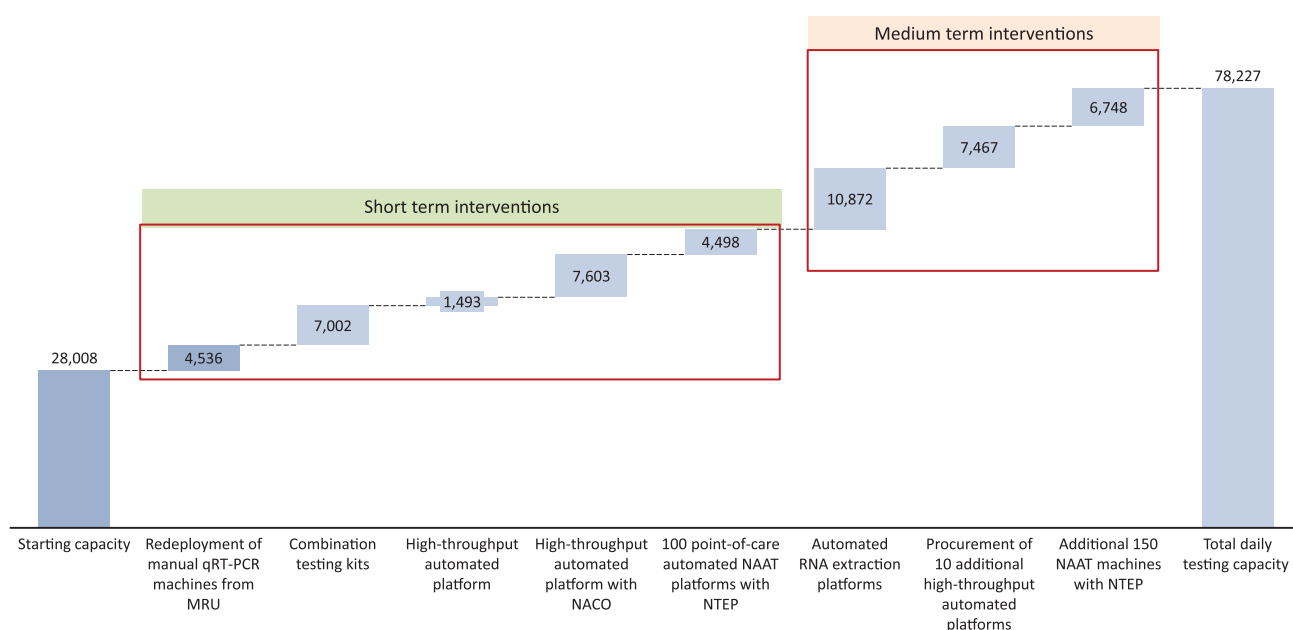 Medium term interventions
78,227
6,748
7,467
10,872
Short term interventions
4,498
7,603
1,493
7,002
4,536
28,008
Starting capacity
Redeployment of
manual qRT-PCR
machines from
MRU
Combination
testing kits
High-throughput
automated
platform
High-throughput
automated
platform with
NACO
100 point-of-care
automated NAAT
platforms with
NTEP
Automated
RNA extraction
platforms
Procurement of
10 additional
high-throughput
automated
platforms
Additional 150
NAAT machines
with NTEP
Total daily
testing capacity